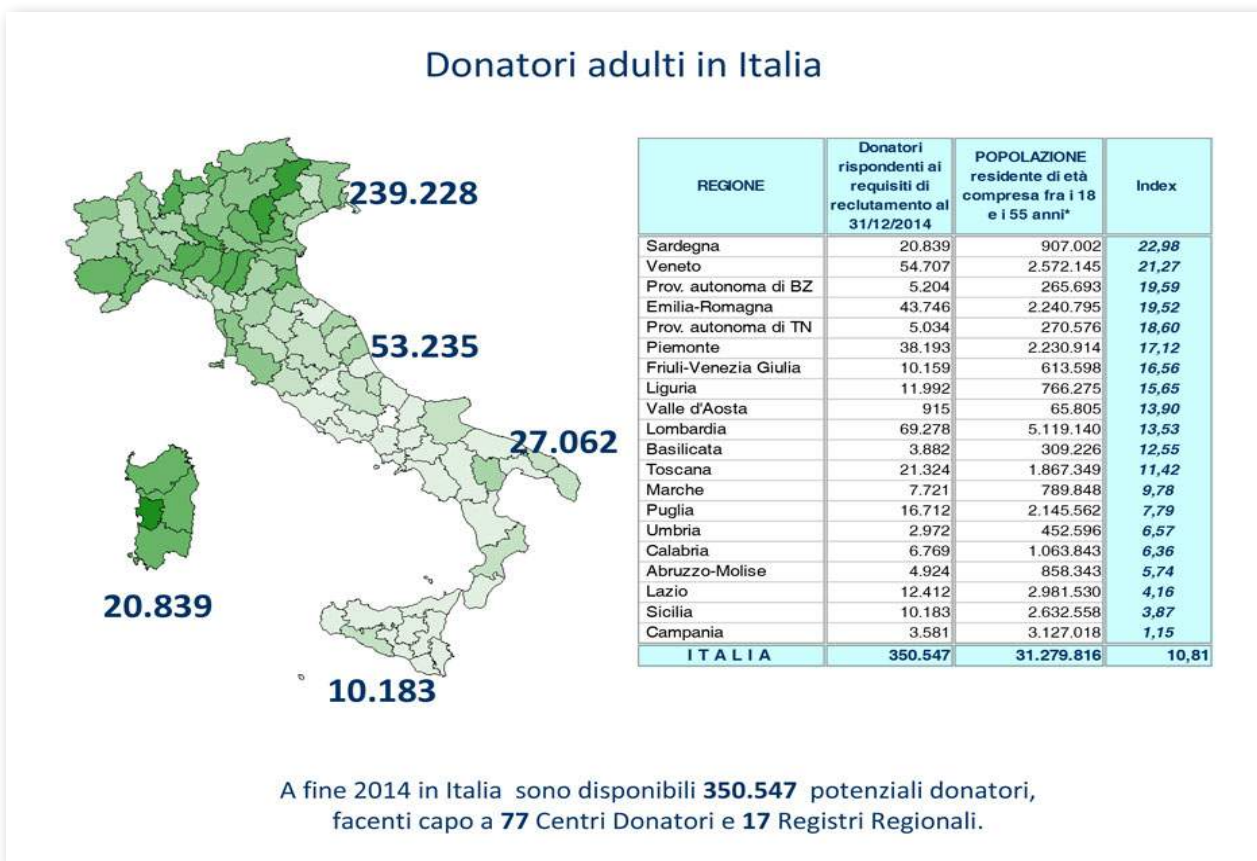 Donatori adulti in Italia
239.228
53.235
27.062
20.839
10.183
REGIONE
Donatori
rispondenti ai
requisiti di
reclutamento al
31/12/2014
POPOLAZIONE
residente di età
compresa fra i 18
e i 55 anni*
Index
Sardegna 20.839 907.002 22,98
Veneto 54.707 2.572.145 21,27
Prov. autonoma di BZ 5.204 265.693 19,59
Emilia-Romagna 43.746 2.240.795 19,52
Prov. autonoma di TN 5.034 270.576 18,60
Piemonte 38.193 2.230.914 17,12
Friuli-Venezia Giulia 10.159 613.598 16,56
Liguria 11.992 766.275 15,65
Valle d'Aosta 915 65.805 13,90
Lombardia 69.278 5.119.140 13,53
Basilicata 3.882 309.226 12,55
Toscana 21.324 1.867.349 11,42
Marche 7.721 789.848 9,78
Puglia 16.712 2.145.562 7,79
Umbria 2.972 452.596 6,57
Calabria 6.769 1.063.843 6,36
Abruzzo-Molise 4.924 858.343 5,74
Lazio 12.412 2.981.530 4,16
Sicilia 10.183 2.632.558 3,87
Campania 3.581 3.127.018 1,15
ITALIA 350.547 31.279.816 10,81
A fine 2014 in Italia sono disponibili 350.547 potenziali donatori,
facenti capo a 77 Centri Donatori e 17 Registri Regionali.